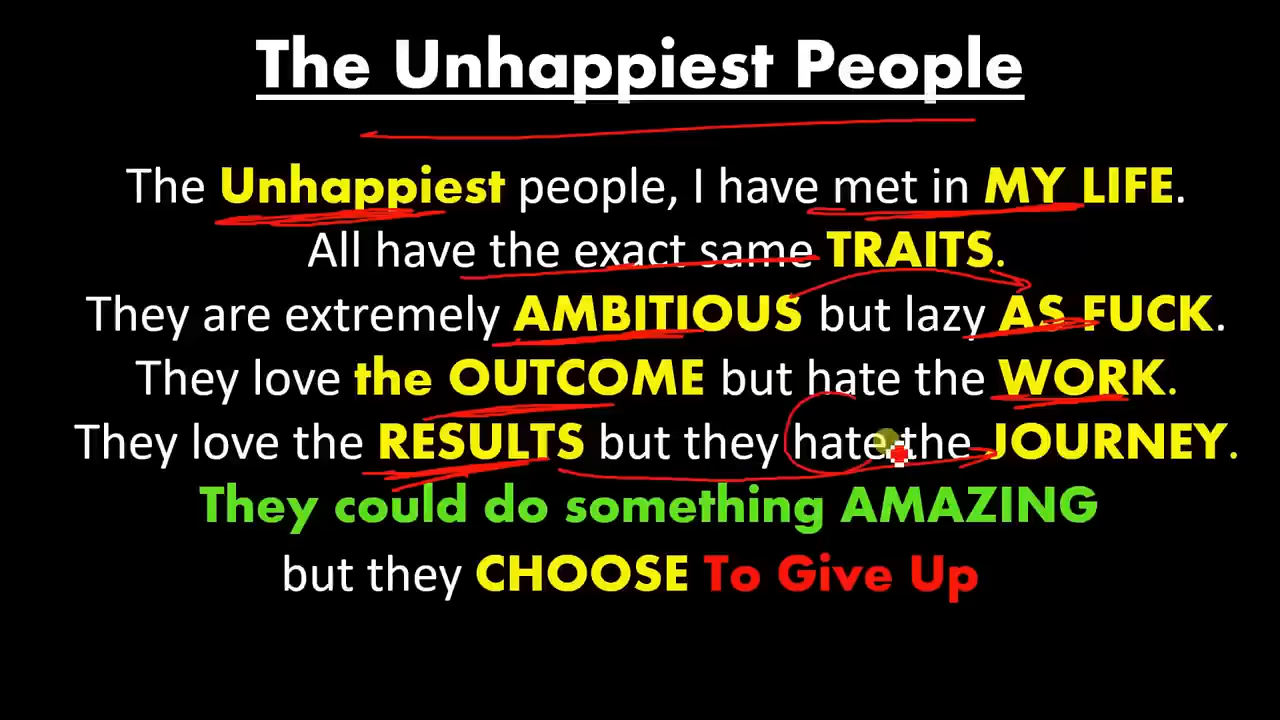 The Unhappiest People
The Unhappiest people, I have met in MY LIFE.
All have the exact same TRAITS.
They are extremely AMBITIOUS but lazy AS FUCK.
They love the OUTCOME but hate the WORK.
They love the RESULTS but they hate the JOURNEY.
They could do something AMAZING
but they CHOOSE To Give Up